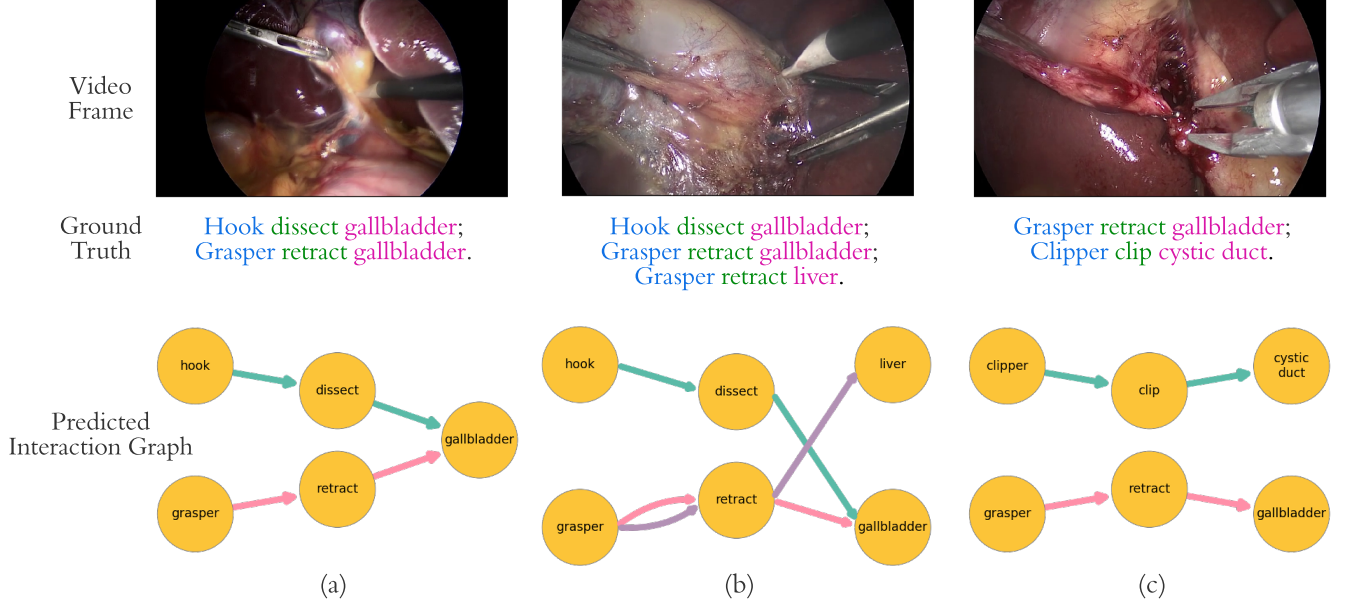 Video
Frame
Ground
Truth
Hook dissect gallbladder;
Grasper retract gallbladder.
Hook dissect gallbladder;
Grasper retract gallbladder;
Grasper retract liver.
Grasper retract gallbladder;
Clipper clip cystic duct.
Predicted
Interaction Graph
hook
dissect
gallbladder
retract
grasper
hook
dissect
liver
grasper
retract
gallbladder
clipper
clip
cystic
duct
grasper
retract
gallbladder
(a)
(b)
(c)